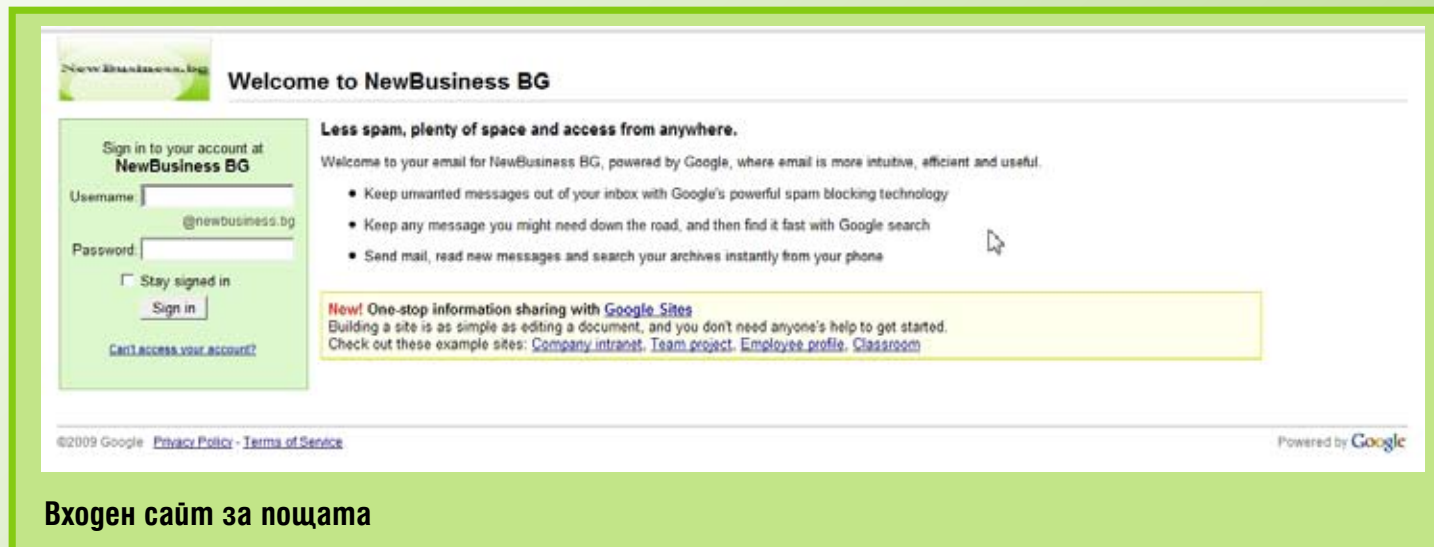 NewBusiness.bg
Welcome to NewBusiness BG
Sign in to your account at
NewBusiness BG
Username:
@newbusiness.bg
Password:
Stay signed in
Sign in
Can't access your account?
Less spam, plenty of space and access from anywhere.
Welcome to your email for NewBusiness BG, powered by Google, where email is more intuitive, efficient and useful.
• Keep unwanted messages out of your inbox with Google's powerful spam blocking technology
• Keep any message you might need down the road, and then find it fast with Google search
• Send mail, read new messages and search your archives instantly from your phone
New! One-stop information sharing with Google Sites
Building a site is as simple as editing a document, and you don't need anyone's help to get started.
Check out these example sites: Company intranet, Team project, Employee profile, Classroom
©2009 Google Privacy Policy - Terms of Service
Powered by Google
Входен сайт за пощата